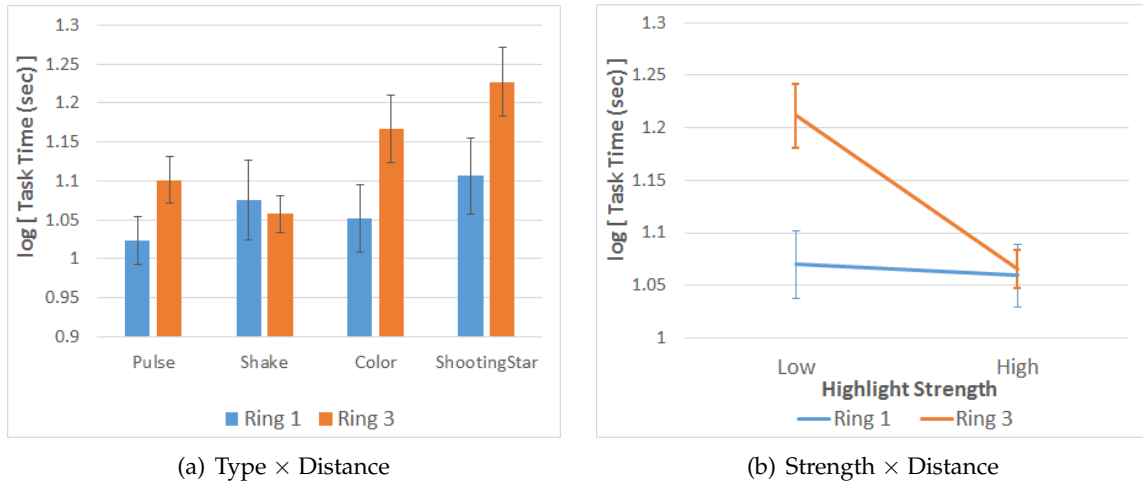 log [ Task Time (sec) ]
1.3
1.25
1.2
1.15
1.1
1.05
1
0.95
0.9
Pulse Shake Color ShootingStar
Ring 1 Ring 3
(a) Type × Distance
log [ Task Time (sec) ]
1.3
1.25
1.2
1.15
1.1
1.05
1
Low High
Highlight Strength
Ring 1 Ring 3
(b) Strength × Distance